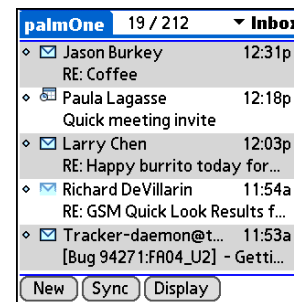 palmOne 19 / 212 Inbox
Jason Burkey 12:31p
RE: Coffee
Paula Lagasse 12:18p
Quick meeting invite
Larry Chen 12:03p
RE: Happy burrito today for...
Richard DeVillarin 11:54a
RE: GSM Quick Look Results f...
Tracker-daemon@t... 11:53a
[Bug 94271:FA04_U2] - Getti...
New Sync Display